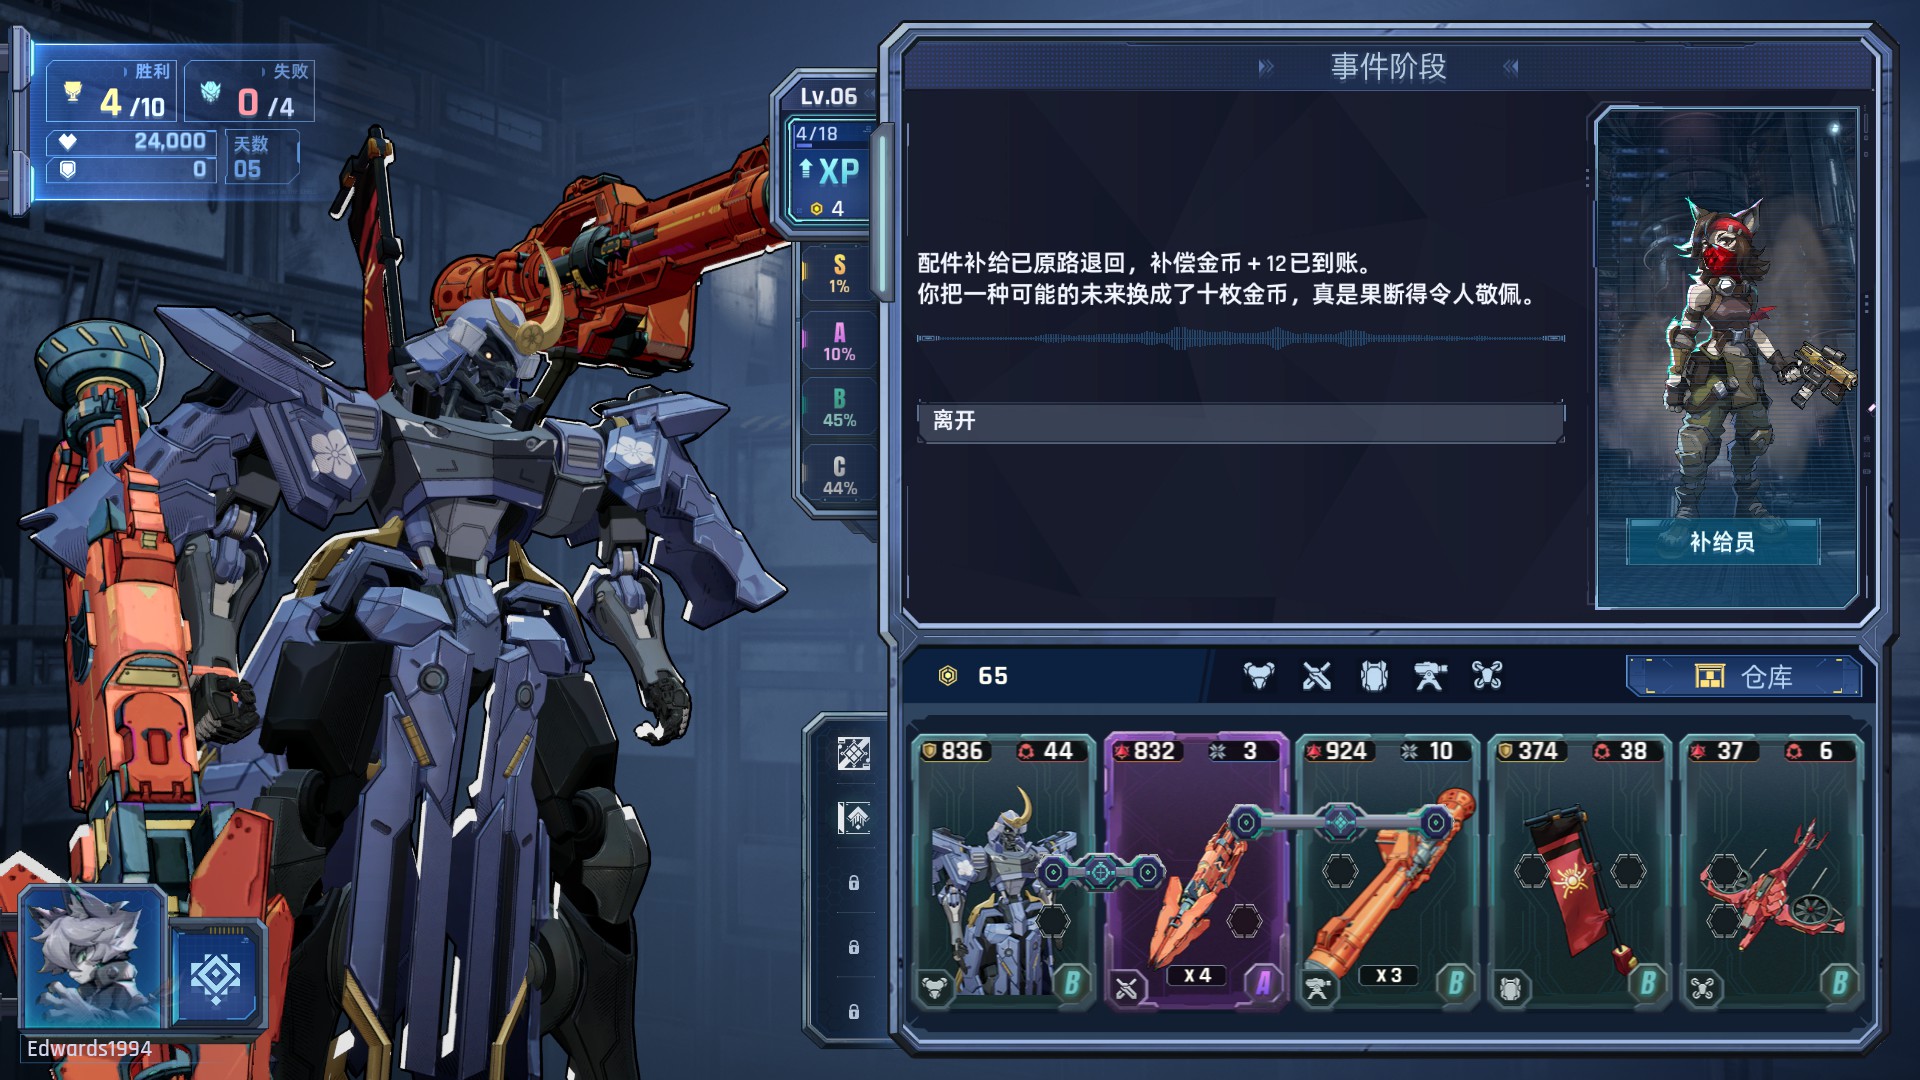 胜利
4/10
失败
0/4
24,000
0
天数
05
Lv.06
4/18
XP
4
S
1%
A
10%
B
45%
C
44%
事件阶段
配件补给已原路退回，补偿金币+12已到账。
你把一种可能的未来换成了十枚金币，真是果断得令人敬佩。
离开
补给员
65
仓库
836
44
B
832
3
x4
A
924
10
x3
B
374
38
B
37
6
B
Edwards1994